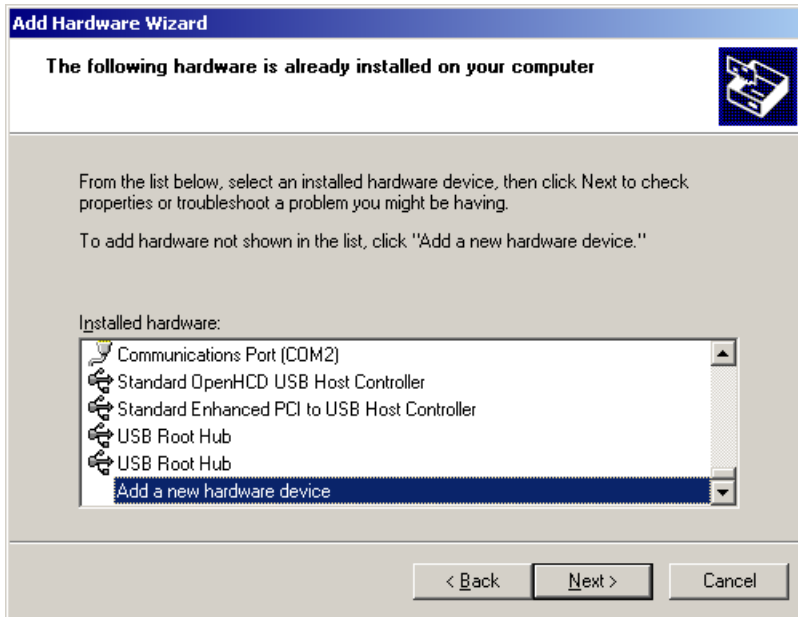 Add Hardware Wizard
The following hardware is already installed on your computer
From the list below, select an installed hardware device, then click Next to check
properties or troubleshoot a problem you might be having.
To add hardware not shown in the list, click "Add a new hardware device."
Installed hardware:
Communications Port (COM2)
Standard OpenHCD USB Host Controller
Standard Enhanced PCI to USB Host Controller
USB Root Hub
USB Root Hub
Add a new hardware device
< Back
Next >
Cancel